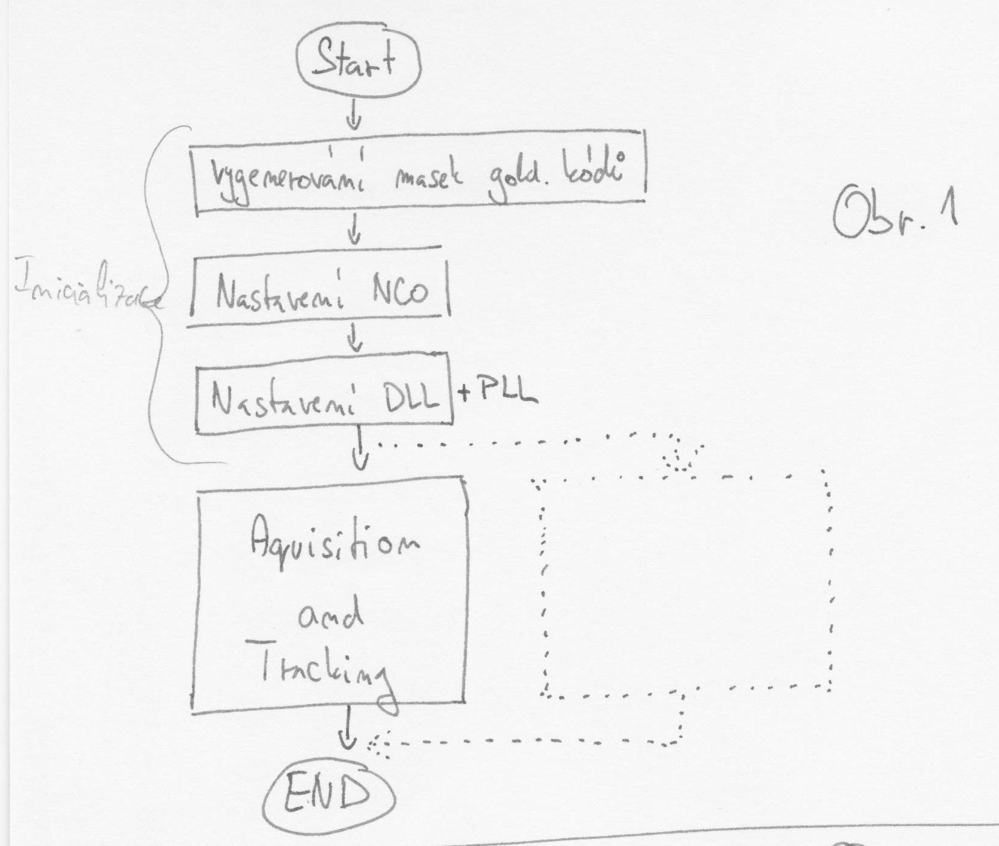 Start
Vygenerování masek gold. kódů
Obr. 1
Inicializace
Nastavení NCO
Nastavení DLL + PLL
Aquisition
and
Tracking
END